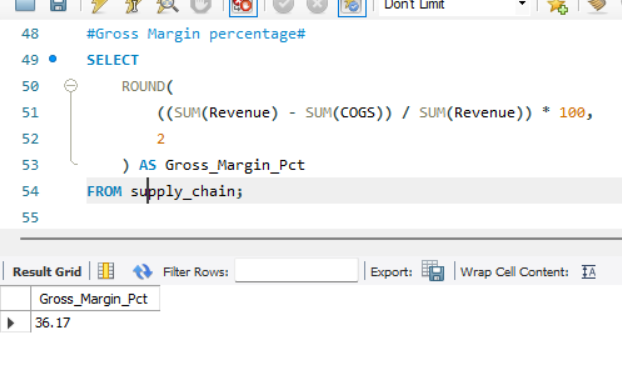 Don't Limit
48 #Gross Margin percentage#
49 SELECT
50 ROUND(
51 ((SUM(Revenue) - SUM(COGS)) / SUM(Revenue)) * 100,
52 2
53 ) AS Gross_Margin_Pct
54 FROM supply_chain;
55
Result Grid Filter Rows: Export: Wrap Cell Content: IA
Gross_Margin_Pct
36.17